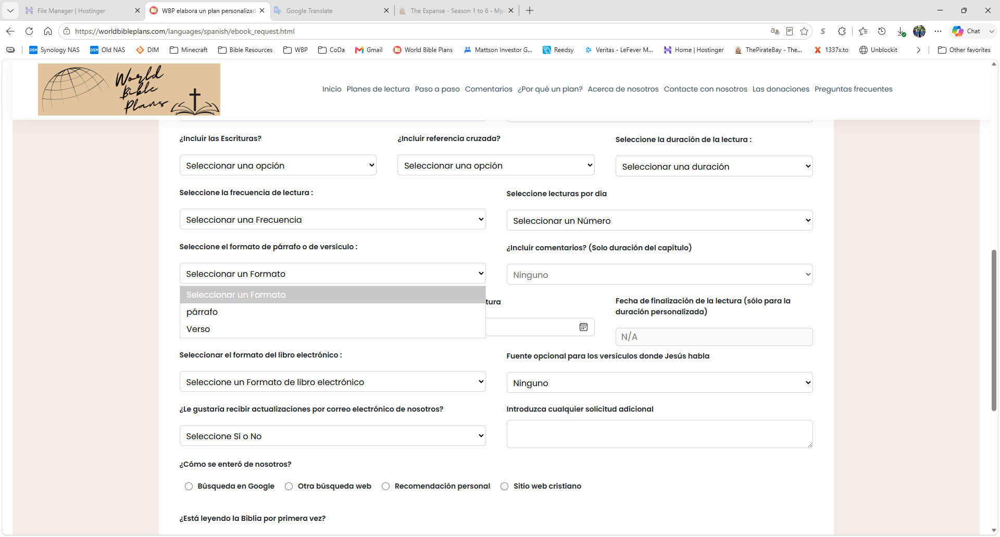 File Manager | Hostinger
WBP elabora un plan personalizad
Google Translate
The Expanse - Season 1 to 6 - Mp4
https://worldbibleplans.com/languages/spanish/ebook_request.html
Chat
Synology NAS
Old NAS
DIM
Minecraft
Bible Resources
WBP
CoDa
Gmail
World Bible Plans
Mattson Investor G...
Reedsy
Veritas - LeFever M...
Home | Hostinger
ThePirateBay - The...
1337x.to
Unblockit
Other favorites
World
Bible
Plans
Inicio Planes de lectura Paso a paso Comentarios ¿Por qué un plan? Acerca de nosotros Contacte con nosotros Las donaciones Preguntas frecuentes
¿Incluir las Escrituras?
Seleccionar una opción
¿Incluir referencia cruzada?
Seleccionar una opción
Seleccione la duración de la lectura :
Seleccionar una duración
Seleccione la frecuencia de lectura :
Seleccionar una Frecuencia
Seleccione lecturas por día
Seleccionar un Número
Seleccione el formato de párrafo o de versículo :
Seleccionar un Formato
Seleccionar un Formato
párrafo
Verso
¿Incluir comentarios? (Solo duración del capítulo)
Ninguno
tura
Fecha de finalización de la lectura (sólo para la
duración personalizada)
N/A
Seleccionar el formato del libro electrónico :
Seleccione un Formato de libro electrónico
Fuente opcional para los versículos donde Jesús habla
Ninguno
¿Le gustaría recibir actualizaciones por correo electrónico de nosotros?
Seleccione Sí o No
Introduzca cualquier solicitud adicional
¿Cómo se enteró de nosotros?
Búsqueda en Google
Otra búsqueda web
Recomendación personal
Sitio web cristiano
¿Está leyendo la Biblia por primera vez?